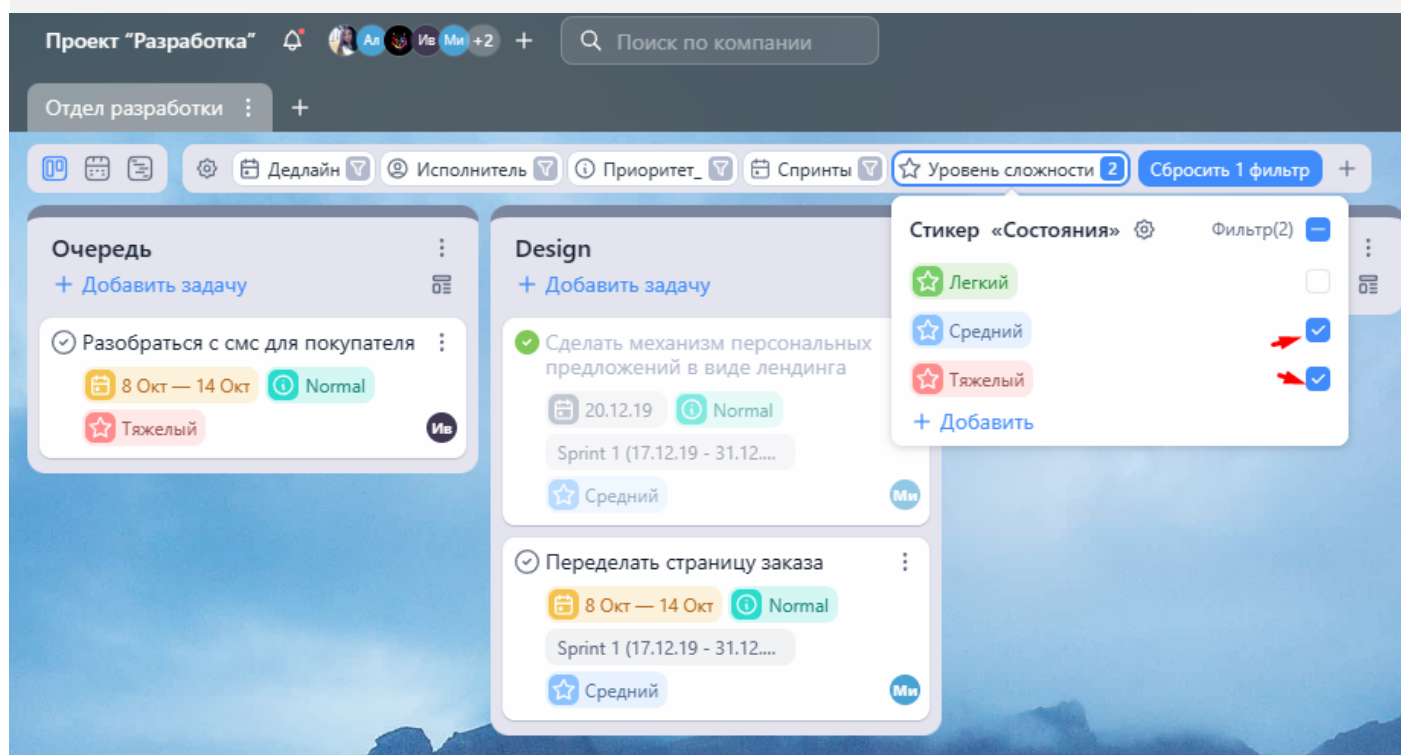 Проект “Разработка” Ал Ив Ми +2 + Поиск по компании
Отдел разработки +
Дедлайн Исполнитель Приоритет_ Спринты Уровень сложности 2 Сбросить 1 фильтр +
Очередь
+ Добавить задачу
Разобраться с смс для покупателя
8 Окт — 14 Окт Normal
Тяжелый Ив
Design
+ Добавить задачу
Сделать механизм персональных
предложений в виде лендинга
20.12.19 Normal
Sprint 1 (17.12.19 - 31.12....
Средний Ми
Переделать страницу заказа
8 Окт — 14 Окт Normal
Sprint 1 (17.12.19 - 31.12....
Средний Ми
Стикер «Состояния» Фильтр(2)
Легкий
Средний
Тяжелый
+ Добавить